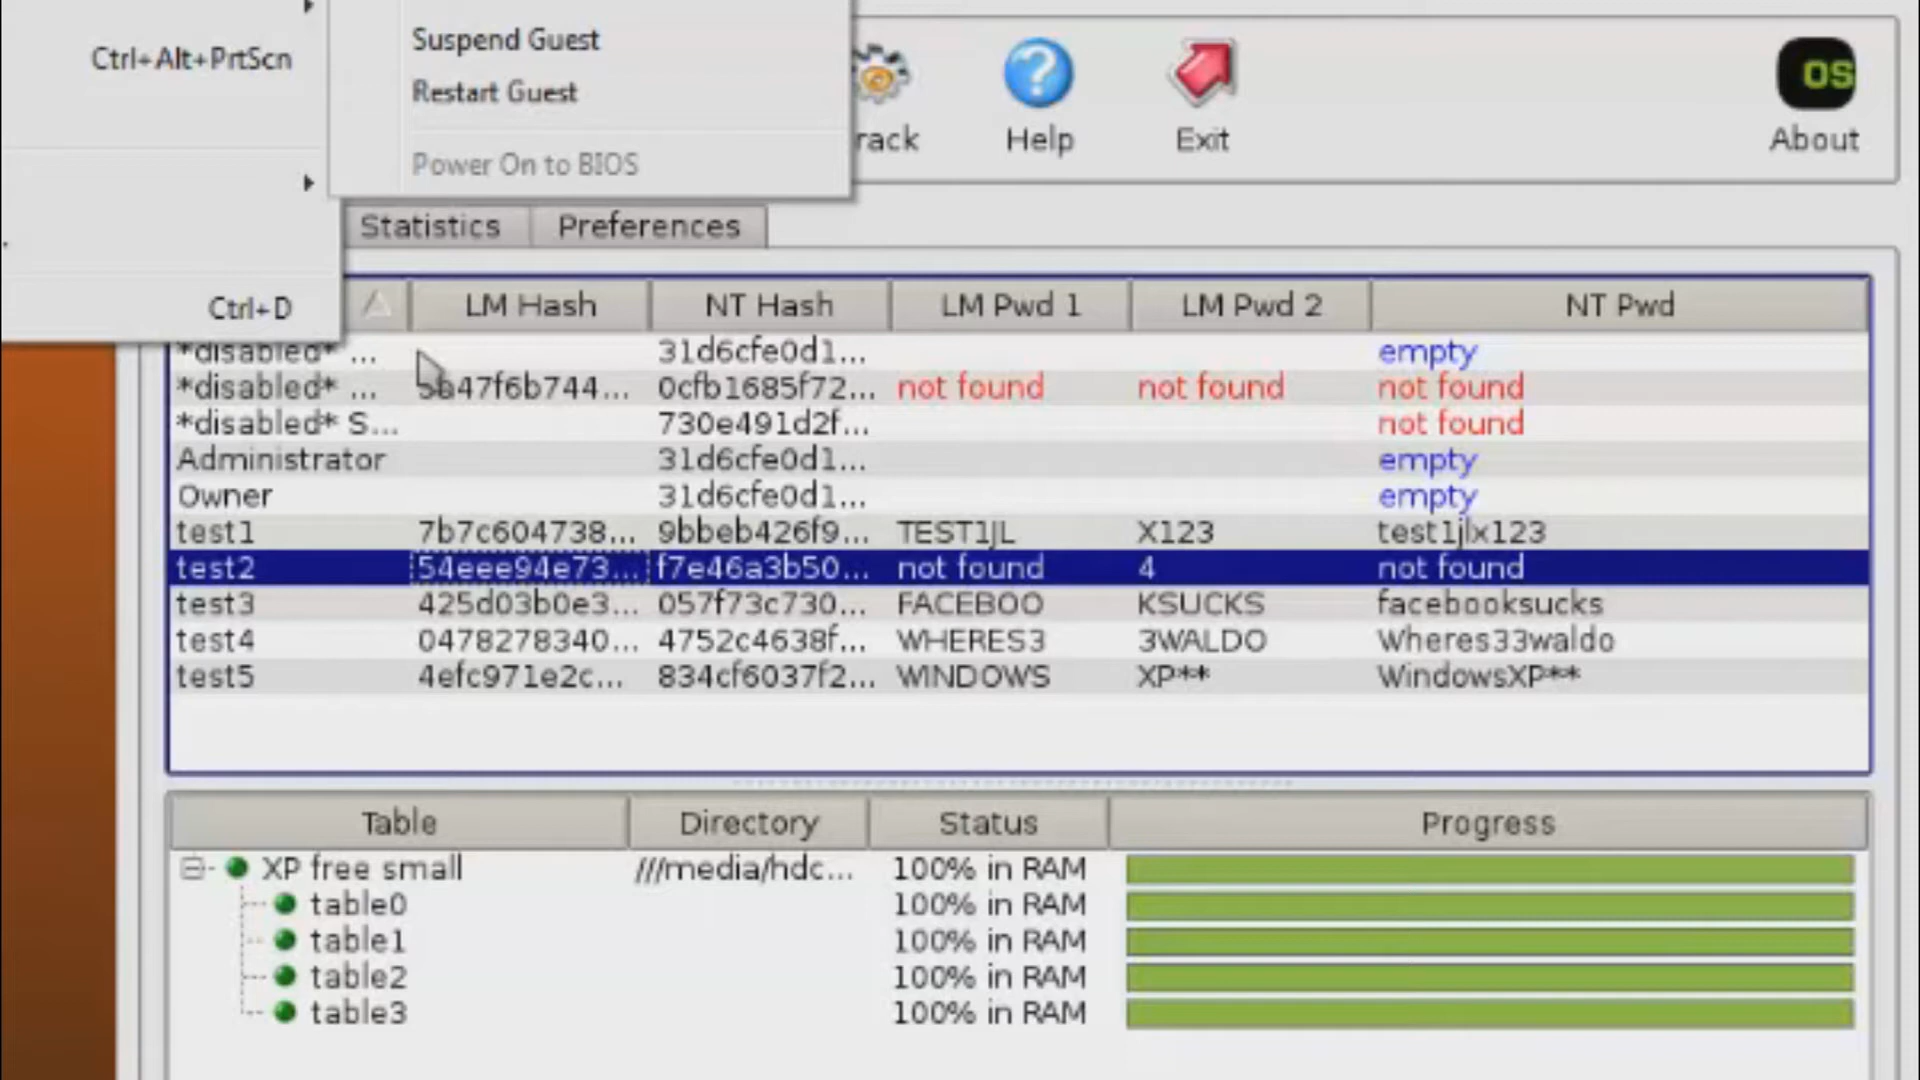 Ctrl+Alt+PrtScn
Ctrl+D
Suspend Guest
Restart Guest
Power On to BIOS
rack Help Exit About
OS
Statistics Preferences
LM Hash NT Hash LM Pwd 1 LM Pwd 2 NT Pwd
*disabled* ... 31d6cfe0d1... empty
*disabled* ... 5a47f6b744... 0cfb1685f72... not found not found not found
*disabled* S... 730e491d2f... not found
Administrator 31d6cfe0d1... empty
Owner 31d6cfe0d1... empty
test1 7b7c604738... 9bbeb426f9... TEST1JL X123 test1jlx123
test2 54eee94e73... f7e46a3b50... not found 4 not found
test3 425d03b0e3... 057f73c730... FACEBOO KSUCKS facebooksucks
test4 0478278340... 4752c4638f... WHERES3 3WALDO Wheres33waldo
test5 4efc971e2c... 834cf6037f2... WINDOWS XP** WindowsXP**
Table Directory Status Progress
XP free small ///media/hdc... 100% in RAM
table0 100% in RAM
table1 100% in RAM
table2 100% in RAM
table3 100% in RAM